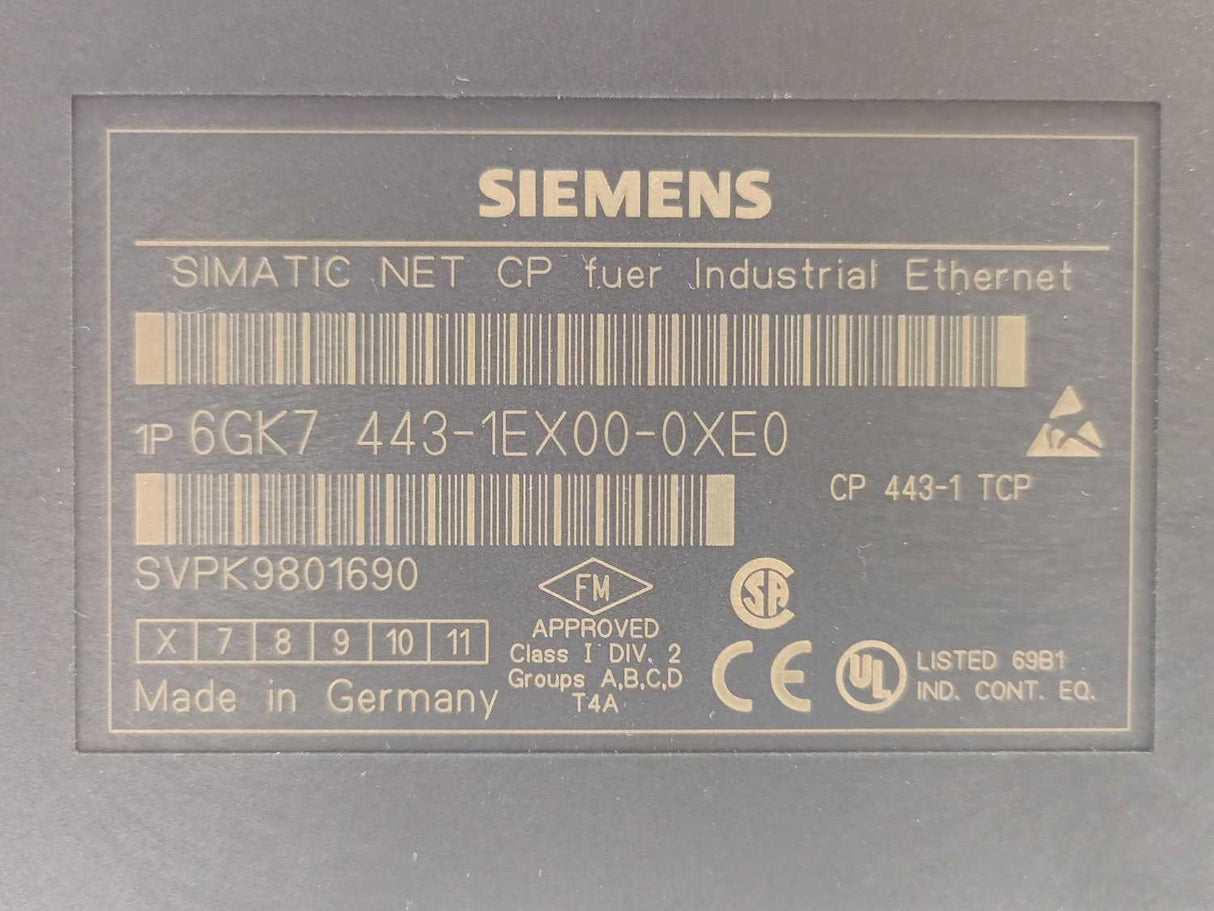 SIEMENS
SIMATIC NET CP fuer Industrial Ethernet
1P 6GK7 443-1EX00-0XE0
CP 443-1 TCP
SVPK9801690
X 7 8 9 10 11
Made in Germany
FM
APPROVED
Class I DIV. 2
Groups A,B,C,D
T4A
SA
CE
UL
LISTED 69B1
IND. CONT. EQ.